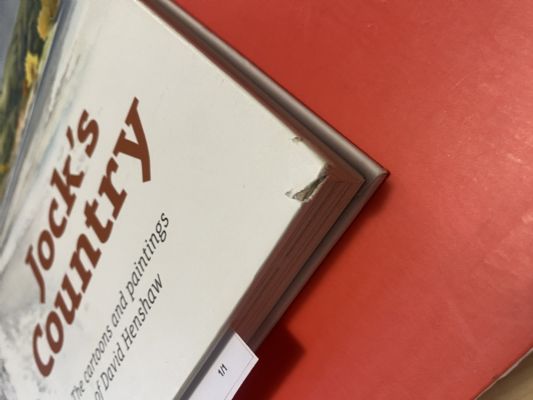 Jock's
Country
The cartoons and paintings
of David Henshaw
1/1